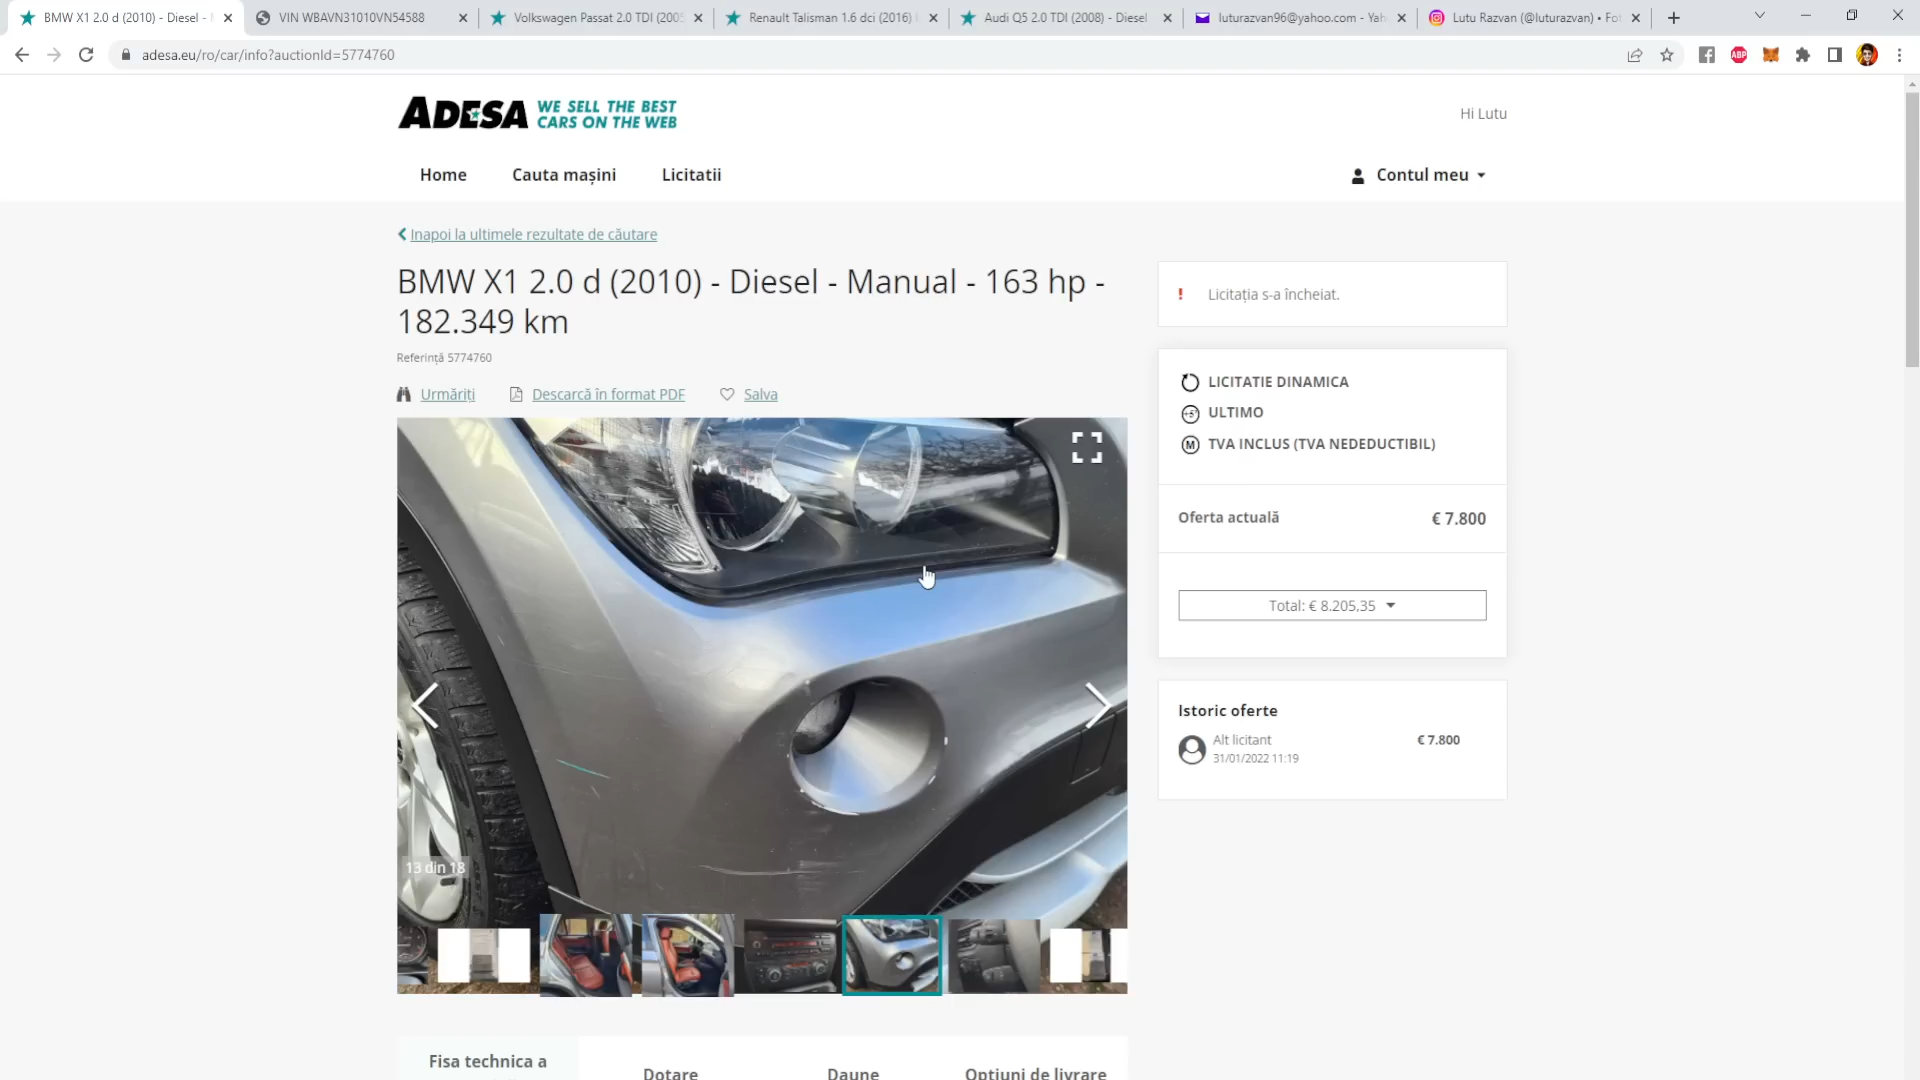 BMW X1 2.0 d (2010) - Diesel -
VIN WBAVN31010VN54588
Volkswagen Passat 2.0 TDI (2005
Renault Talisman 1.6 dci (2016)
Audi Q5 2.0 TDI (2008) - Diesel
luturazvan96@yahoo.com - Yah
Lutu Razvan (@luturazvan) • Fot
adesa.eu/ro/car/info?auctionId=5774760
ABP
ADESA
WE SELL THE BEST
CARS ON THE WEB
Hi Lutu
Home
Cauta mașini
Licitatii
Contul meu
Inapoi la ultimele rezultate de căutare
BMW X1 2.0 d (2010) - Diesel - Manual - 163 hp -
182.349 km
Referință 5774760
Urmăriți
Descarcă în format PDF
Salva
13 din 18
! Licitația s-a încheiat.
LICITATIE DINAMICA
ULTIMO
M TVA INCLUS (TVA NEDEDUCTIBIL)
Oferta actuală € 7.800
Total: € 8.205,35
Istoric oferte
Alt licitant € 7.800
31/01/2022 11:19
Fisa technica a
Dotare
Daune
Optiuni de livrare